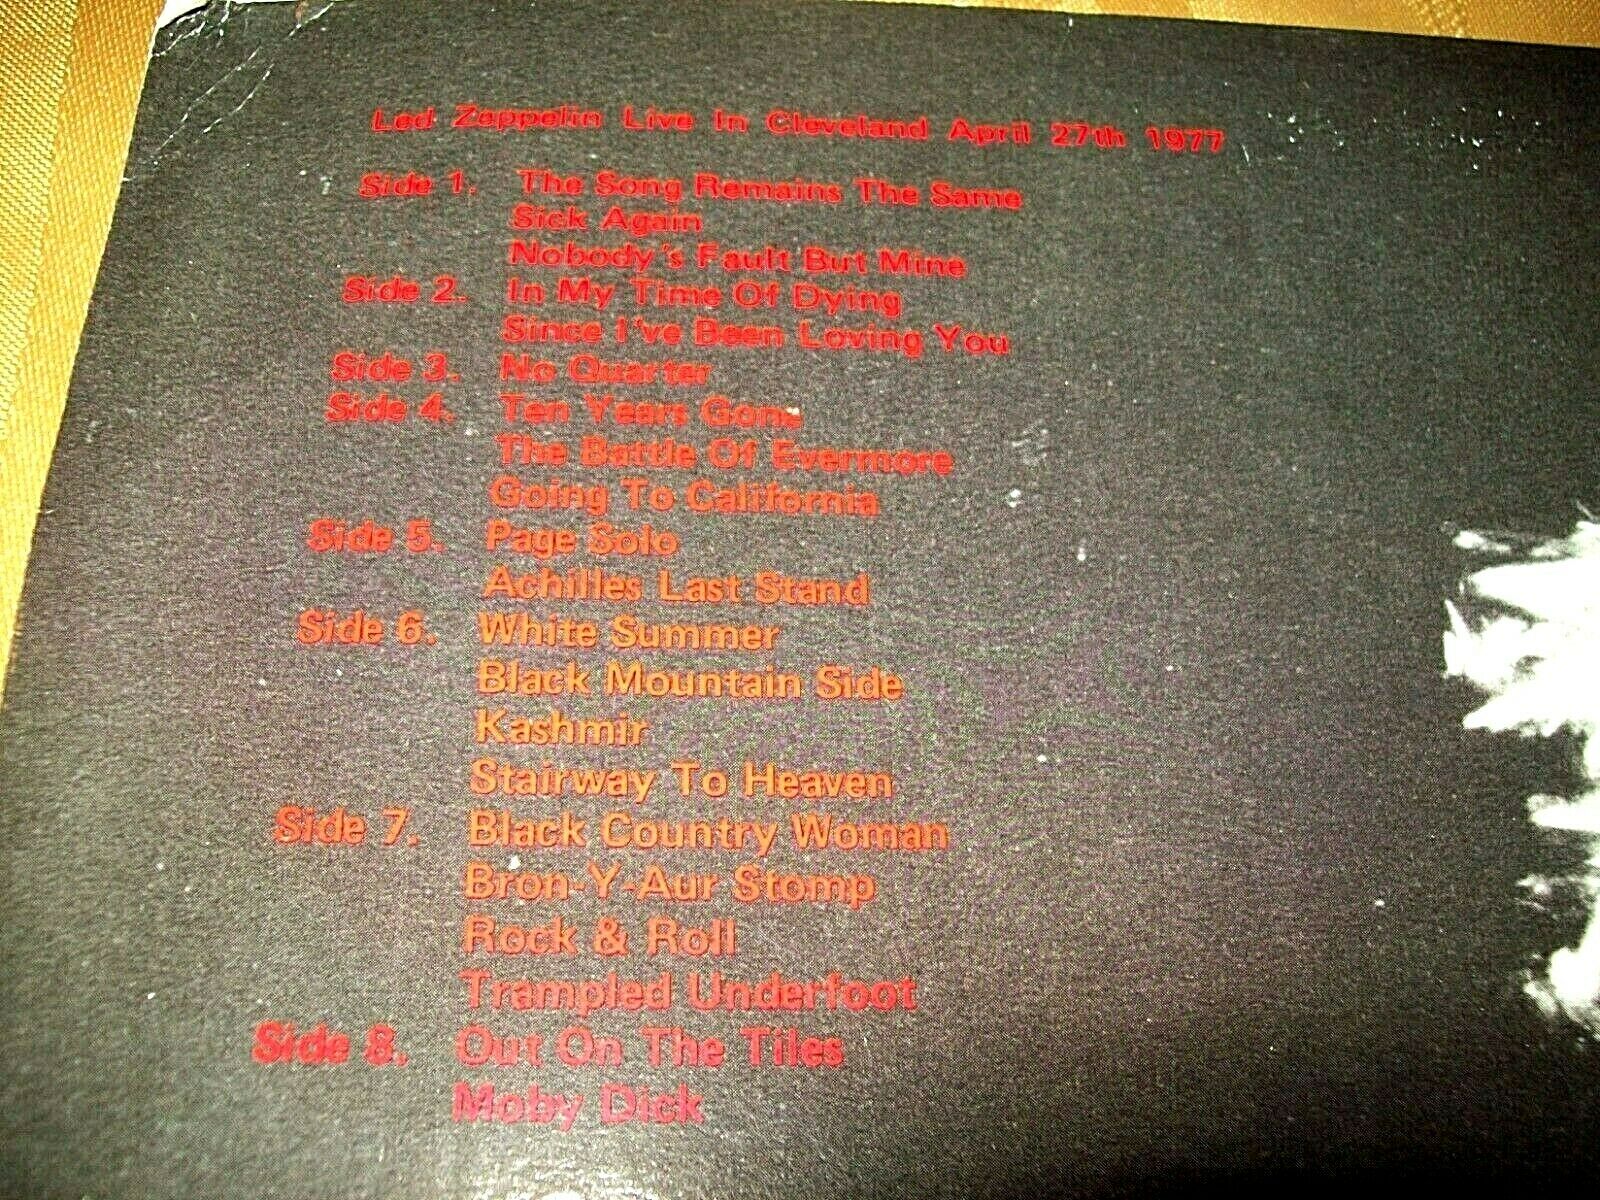 Led Zeppelin Live In Cleveland April 27th 1977
Side 1. The Song Remains The Same
Sick Again
Nobody's Fault But Mine
Side 2. In My Time Of Dying
Since I've Been Loving You
Side 3. No Quarter
Side 4. Ten Years Gone
The Battle Of Evermore
Going To California
Side 5. Page Solo
Achilles Last Stand
Side 6. White Summer
Black Mountain Side
Kashmir
Stairway To Heaven
Side 7. Black Country Woman
Bron-Y-Aur Stomp
Rock & Roll
Trampled Underfoot
Side 8. Out On The Tiles
Moby Dick